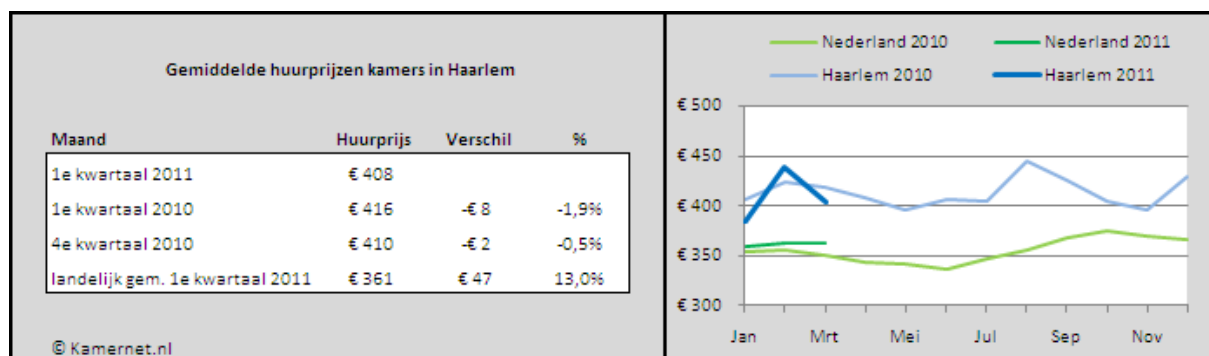 Gemiddelde huurprijzen kamers in Haarlem
Maand Huurprijs Verschil %
1e kwartaal 2011 € 408
1e kwartaal 2010 € 416 -€ 8 -1,9%
4e kwartaal 2010 € 410 -€ 2 -0,5%
landelijk gem. 1e kwartaal 2011 € 361 € 47 13,0%
© Kamernet.nl
Nederland 2010 Nederland 2011
Haarlem 2010 Haarlem 2011
€ 500
€ 450
€ 400
€ 350
€ 300
Jan Mrt Mei Jul Sep Nov